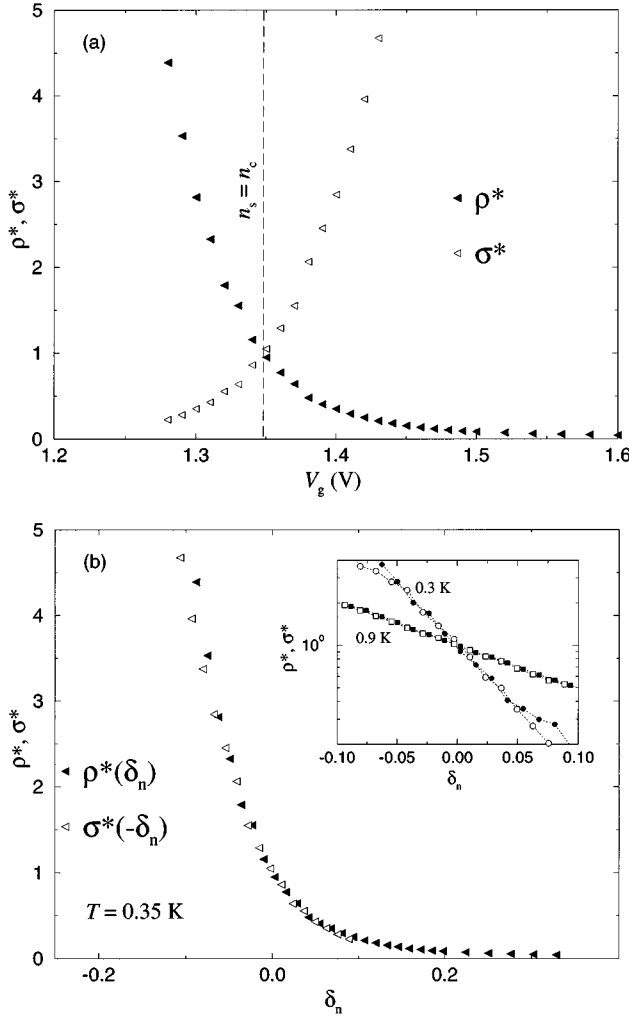 (a)
5
4
3
2
1
0
ρ*, σ*
n_s = n_c
ρ*
σ*
1.2 1.3 1.4 1.5 1.6
V_g (V)
(b)
5
4
3
2
1
0
ρ*, σ*
ρ*(δ_n)
σ*(-δ_n)
T = 0.35 K
0.3 K
0.9 K
10⁰
ρ*, σ*
-0.10 -0.05 0.00 0.05 0.10
δ_n
-0.2 0.0 0.2
δ_n